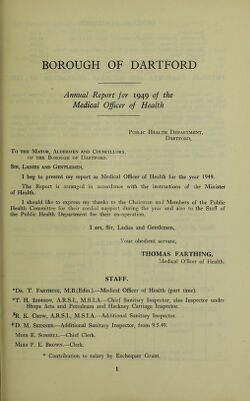 BOROUGH OF DARTFORD
Annual Report for 1949 of the
Medical Officer of Health
PUBLIC HEALTH DEPARTMENT,
DARTFORD,
TO THE MAYOR, ALDERMEN AND COUNCILLORS,
OF THE BOROUGH OF DARTFORD.
SIR, LADIES AND GENTLEMEN,
I beg to present my report as Medical Officer of Health for the year 1949.
The Report is arranged in accordance with the instructions of the Minister
of Health.
I should like to express my thanks to the Chairman and Members of the Public
Health Committee for their cordial support during the year and also to the Staff of
the Public Health Department for their co-operation.
I am, Sir, Ladies and Gentlemen,
Your obedient servant,
THOMAS FARTHING,
Medical Officer of Health.
STAFF.
*DR. T. FARTHING, M.B.(Edin.)—Medical Officer of Health (part time).
*T. H. , A.R.S.I., M.S.I.A.—Chief Sanitary Inspector, also Inspector under
Shops Acts and Petroleum and Hackney Carriage Inspector.
*R. K. CROW, A.R.S.I., M.S.I.A.—Additional Sanitary Inspector.
*D. M. SKINNER.—Additional Sanitary Inspector, from 9.5.49.
MISS E. —Chief Clerk.
MISS P. E. BROWN.—Clerk.
* Contribution to salary by Exchequer Grant.
1